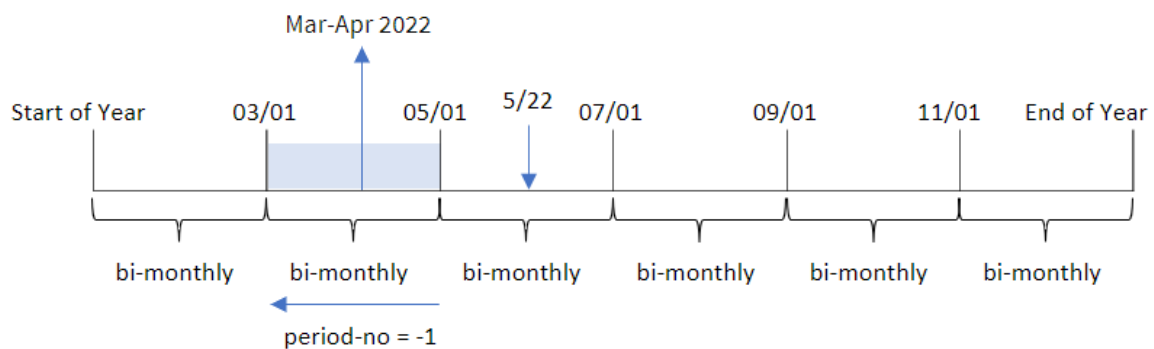 Mar-Apr 2022
Start of Year
03/01
05/01
5/22
07/01
09/01
11/01
End of Year
bi-monthly
bi-monthly
bi-monthly
bi-monthly
bi-monthly
bi-monthly
period-no = -1